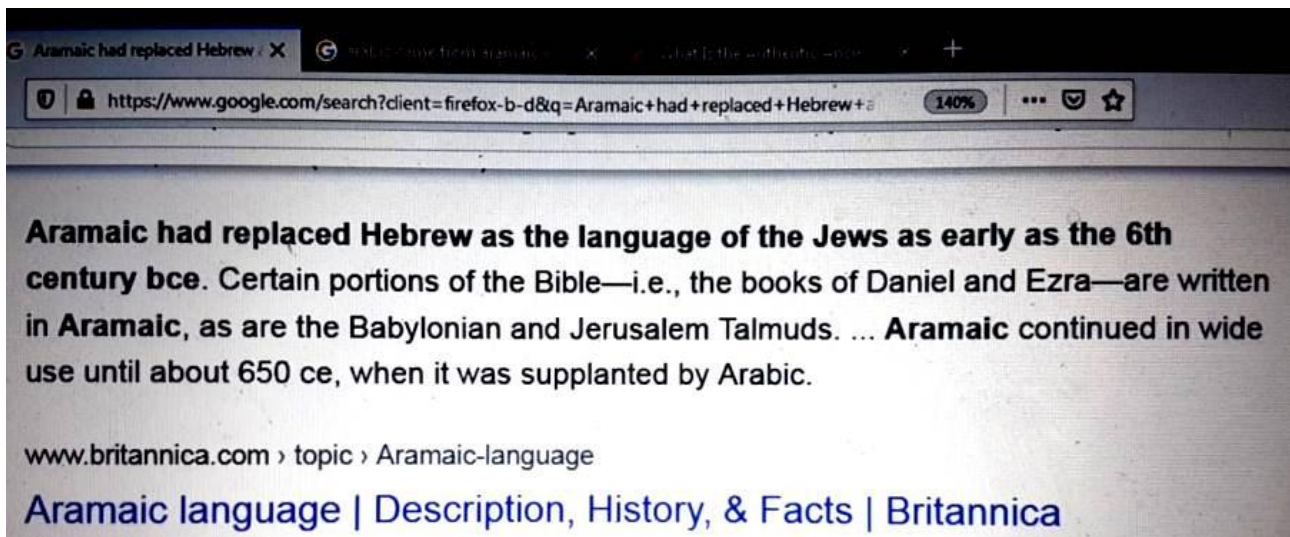 G Aramaic had replaced Hebrew a X G
what is the authentic
https://www.google.com/search?client=firefox-b-d&q=Aramaic+had+replaced+Hebrew+a 140%
Aramaic had replaced Hebrew as the language of the Jews as early as the 6th
century bce. Certain portions of the Bible—i.e., the books of Daniel and Ezra—are written
in Aramaic, as are the Babylonian and Jerusalem Talmuds. ... Aramaic continued in wide
use until about 650 ce, when it was supplanted by Arabic.
www.britannica.com › topic › Aramaic-language
Aramaic language | Description, History, & Facts | Britannica